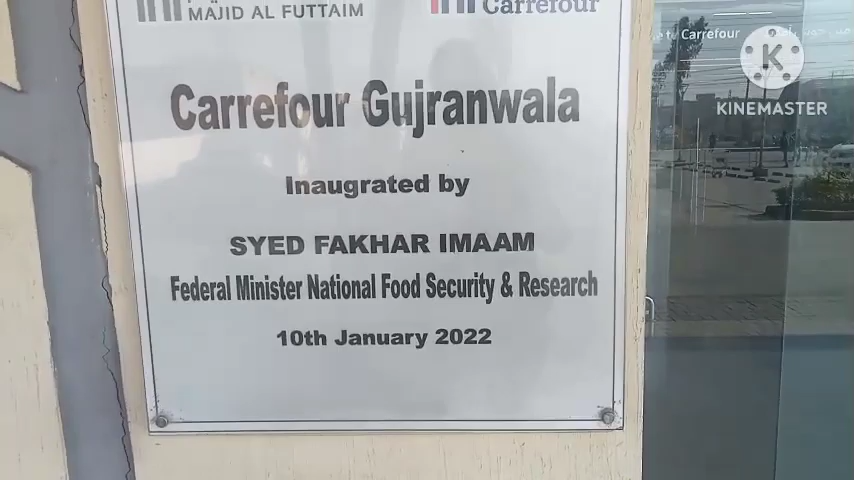 MAJID AL FUTTAIM
Carrefour
Carrefour Gujranwala
Inaugrated by
SYED FAKHAR IMAAM
Federal Minister National Food Security & Research
10th January 2022
to Carrefour
K
KINEMASTER